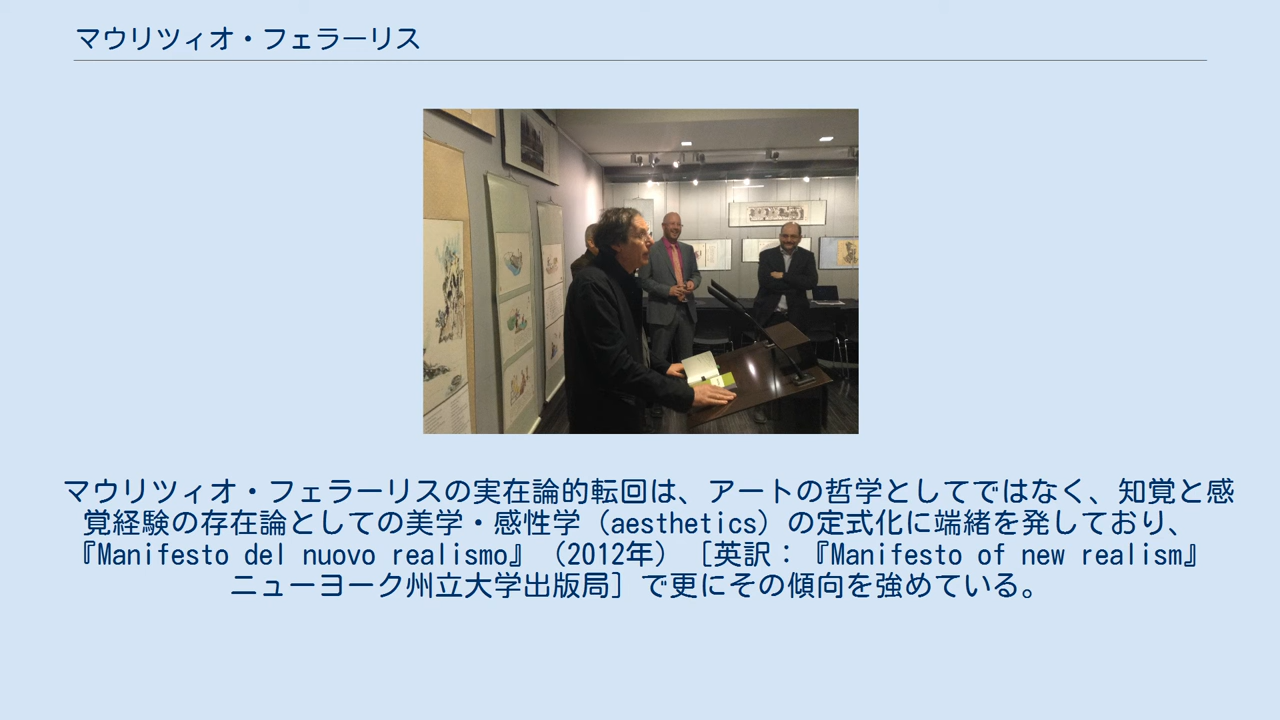 マウリツィオ・フェラーリス
マウリツィオ・フェラーリスの実在論的転回は、アートの哲学としてではなく、知覚と感
覚経験の存在論としての美学・感性学（aesthetics）の定式化に端緒を発しており、
『Manifesto del nuovo realismo』（2012年）［英訳：『Manifesto of new realism』
ニューヨーク州立大学出版局］で更にその傾向を強めている。